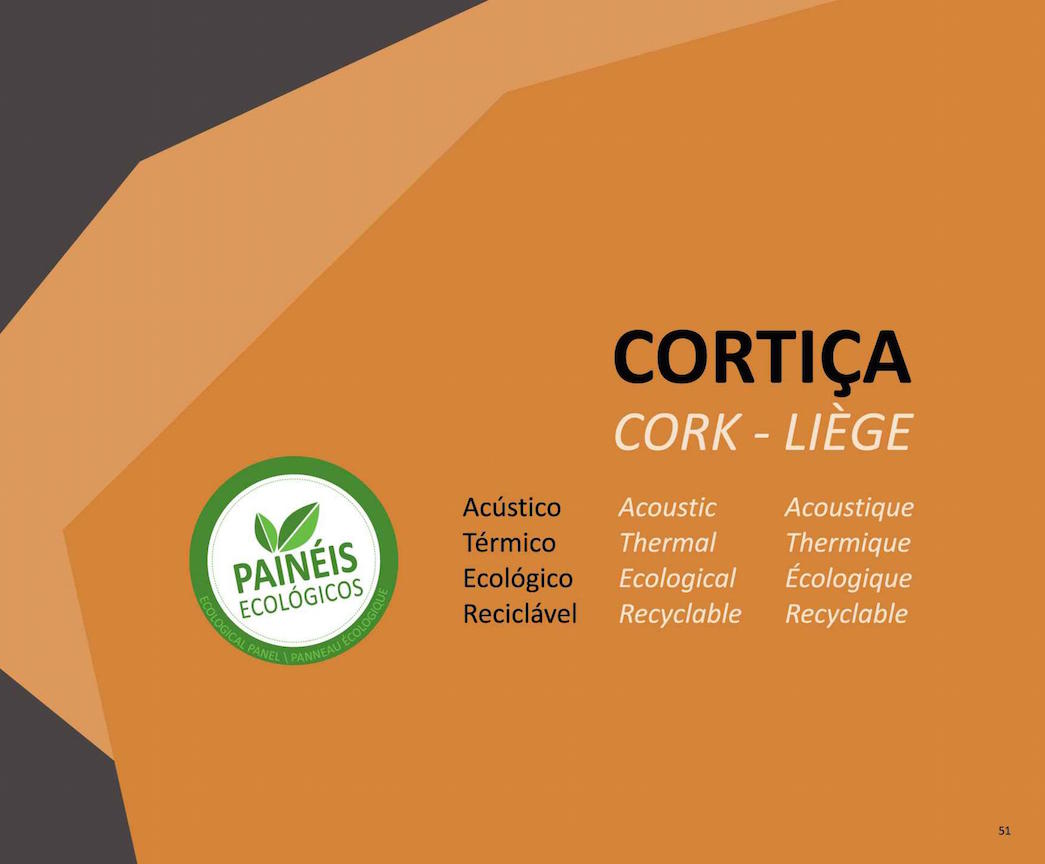 CORTIÇA
CORK - LIÈGE
Acústico Acoustic Acoustique
Térmico Thermal Thermique
Ecológico Ecological Écologique
Reciclável Recyclable Recyclable
PAINÉIS
ECOLÓGICOS
ECOLOGICAL PANEL \ PANNEAU ÉCOLOGIQUE
51